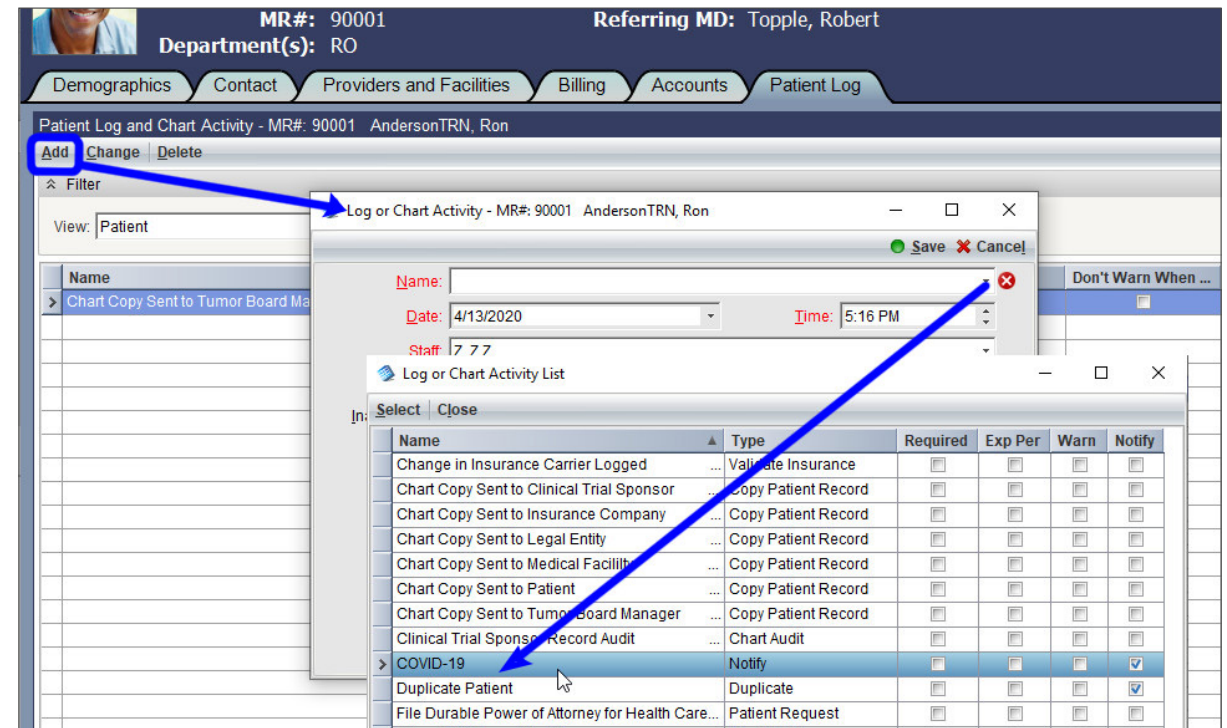 MR#: 90001 Referring MD: Topple, Robert
Department(s): RO
Demographics Contact Providers and Facilities Billing Accounts Patient Log
Patient Log and Chart Activity - MR#: 90001 AndersonTRN, Ron
Add Change Delete
Filter
View: Patient
Log or Chart Activity - MR#: 90001 AndersonTRN, Ron
Save Cancel
Name:
Name Don't Warn When ...
Chart Copy Sent to Tumor Board Ma
Date: 4/13/2020 Time: 5:16 PM
Staff: Z, Z Z
Log or Chart Activity List
Select Close
Name Type Required Exp Per Warn Notify
Change in Insurance Carrier Logged ... Validate Insurance
Chart Copy Sent to Clinical Trial Sponsor ... Copy Patient Record
Chart Copy Sent to Insurance Company ... Copy Patient Record
Chart Copy Sent to Legal Entity ... Copy Patient Record
Chart Copy Sent to Medical Facililty ... Copy Patient Record
Chart Copy Sent to Patient ... Copy Patient Record
Chart Copy Sent to Tumor Board Manager ... Copy Patient Record
Clinical Trial Sponsor Record Audit ... Chart Audit
COVID-19 Notify
Duplicate Patient Duplicate
File Durable Power of Attorney for Health Care... Patient Request